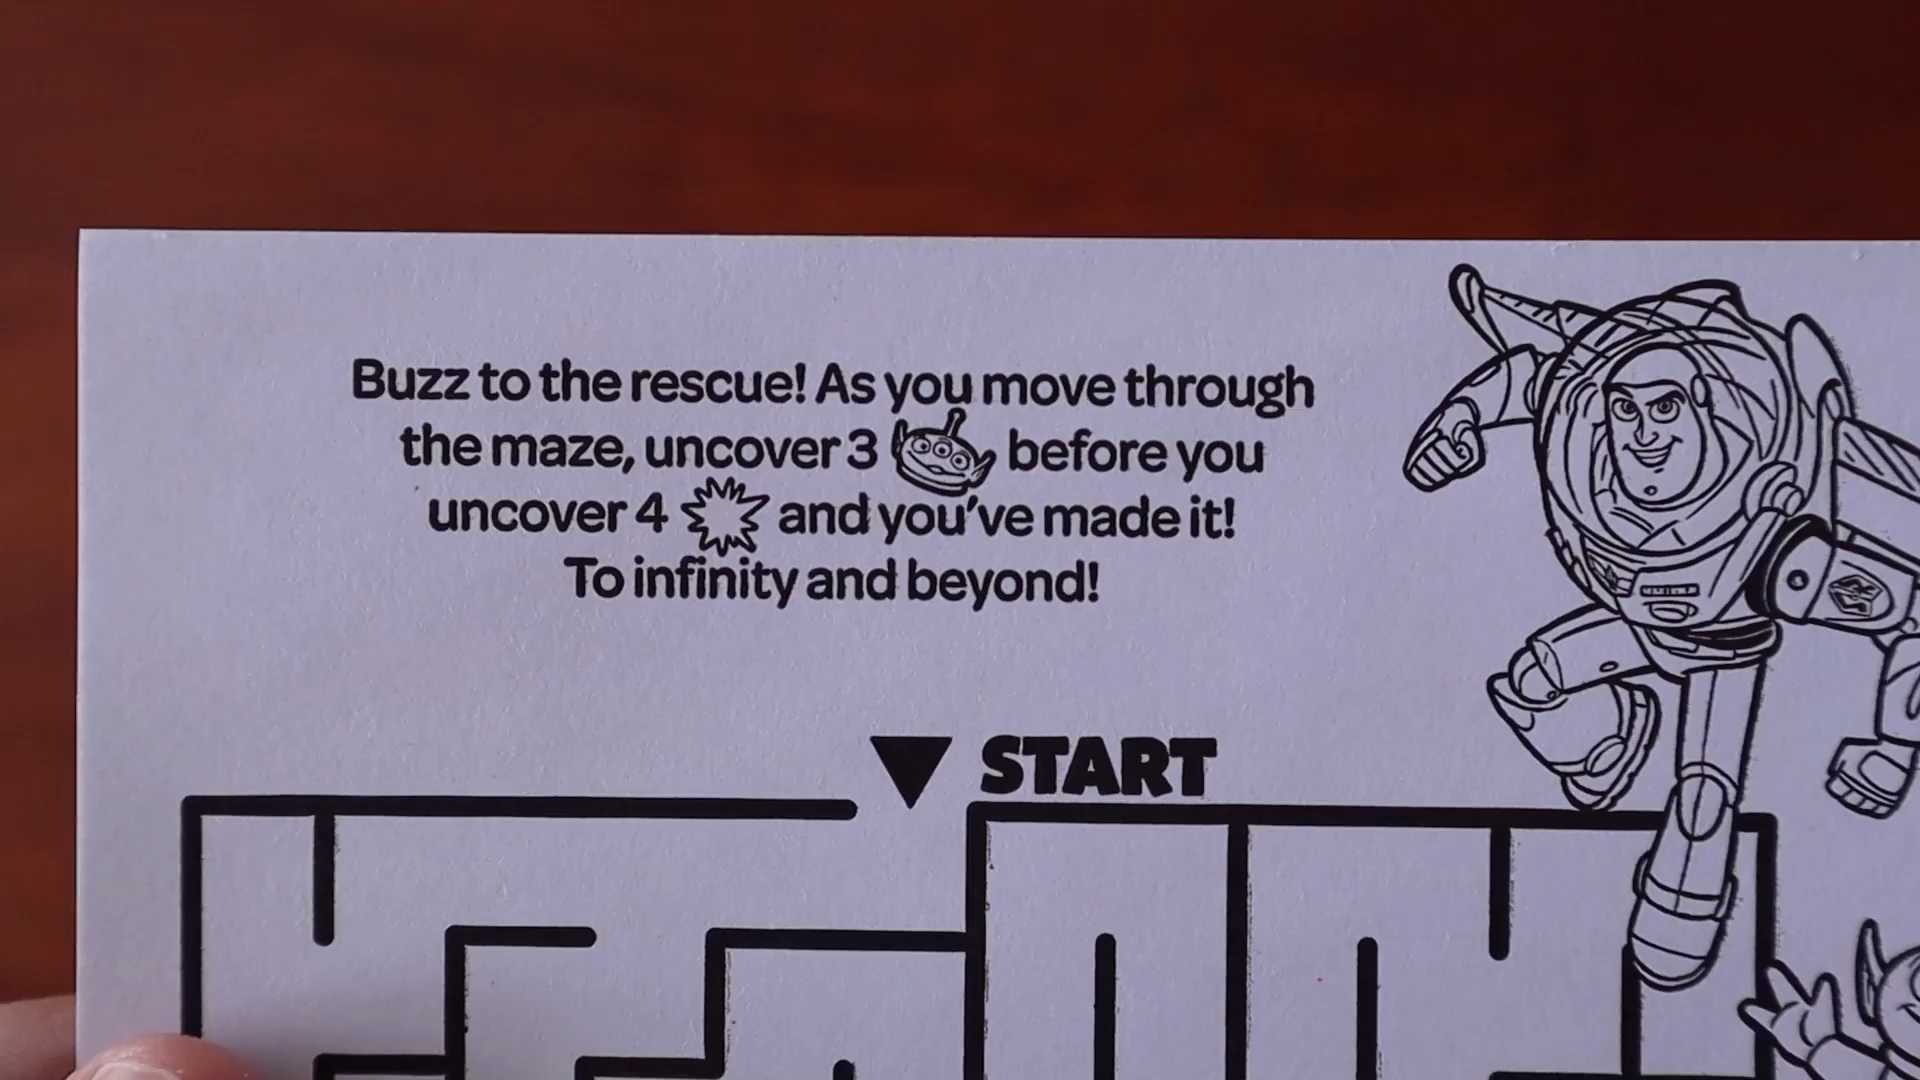 Buzz to the rescue! As you move through
the maze, uncover 3 before you
uncover 4 and you've made it!
To infinity and beyond!
START